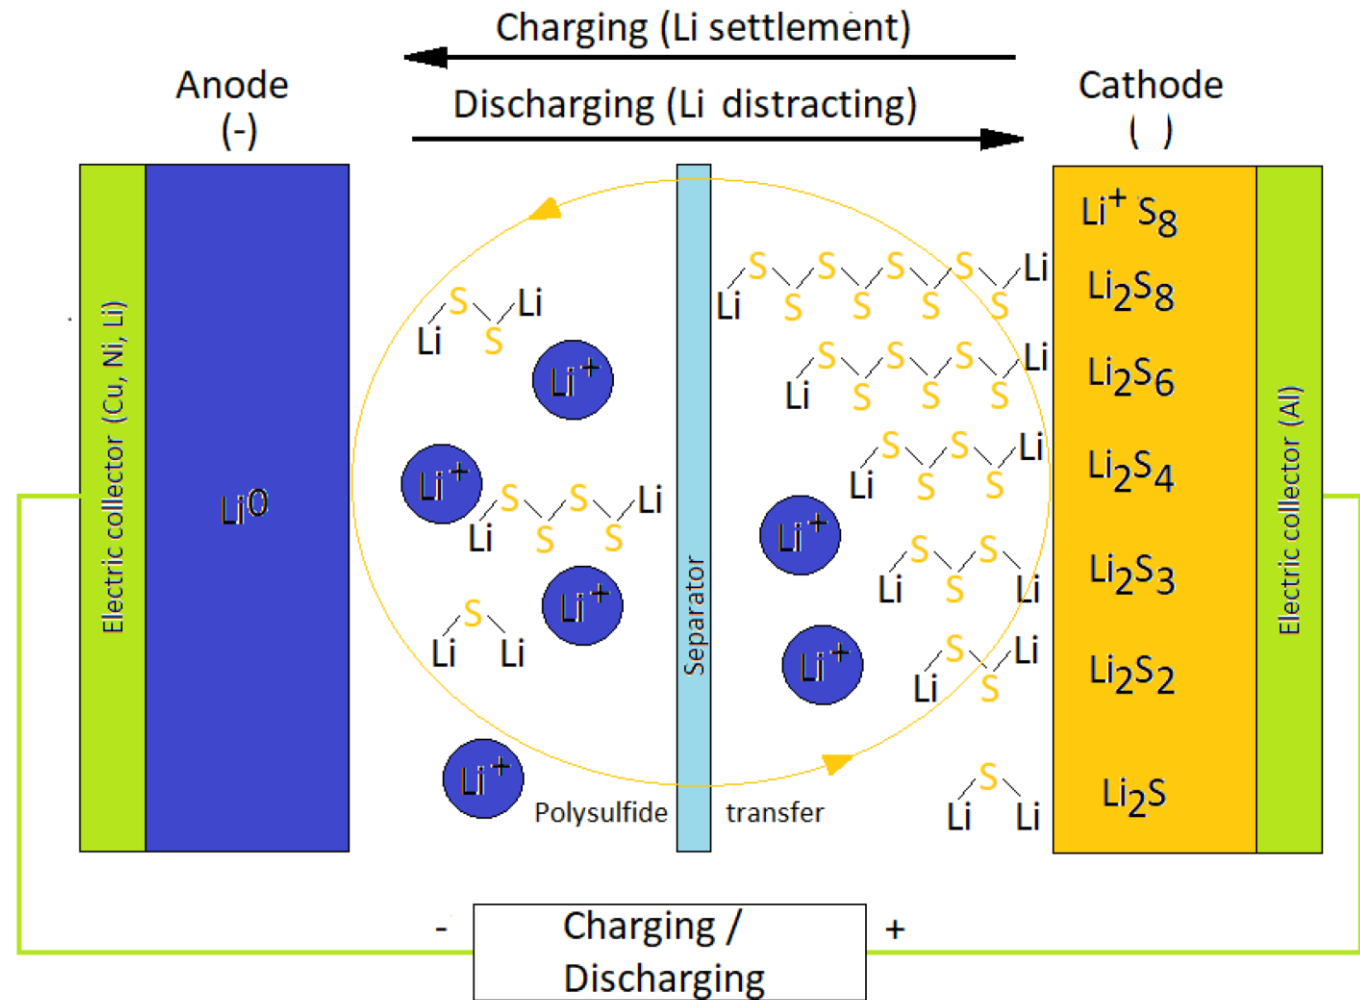 Charging (Li settlement)
Anode
(-)
Discharging (Li distracting)
Cathode
( )
Electric collector (Cu, Ni, Li)
Li⁰
S
Li
Li
S
Li⁺
Li⁺
S
S
Li
Li
S
S
Li⁺
S
Li
Li
Li⁺
Separator
S
S
S
S
Li
Li
S
S
S
S
S
S
S
Li
Li
S
S
S
S
S
Li
Li
S
S
Li⁺
S
S
Li
Li
S
S
Li
Li⁺
Li
S
S
Li
Li
Li⁺ S₈
Li₂S₈
Li₂S₆
Li₂S₄
Li₂S₃
Li₂S₂
Li₂S
Electric collector (Al)
Polysulfide transfer
-
Charging /
Discharging
+